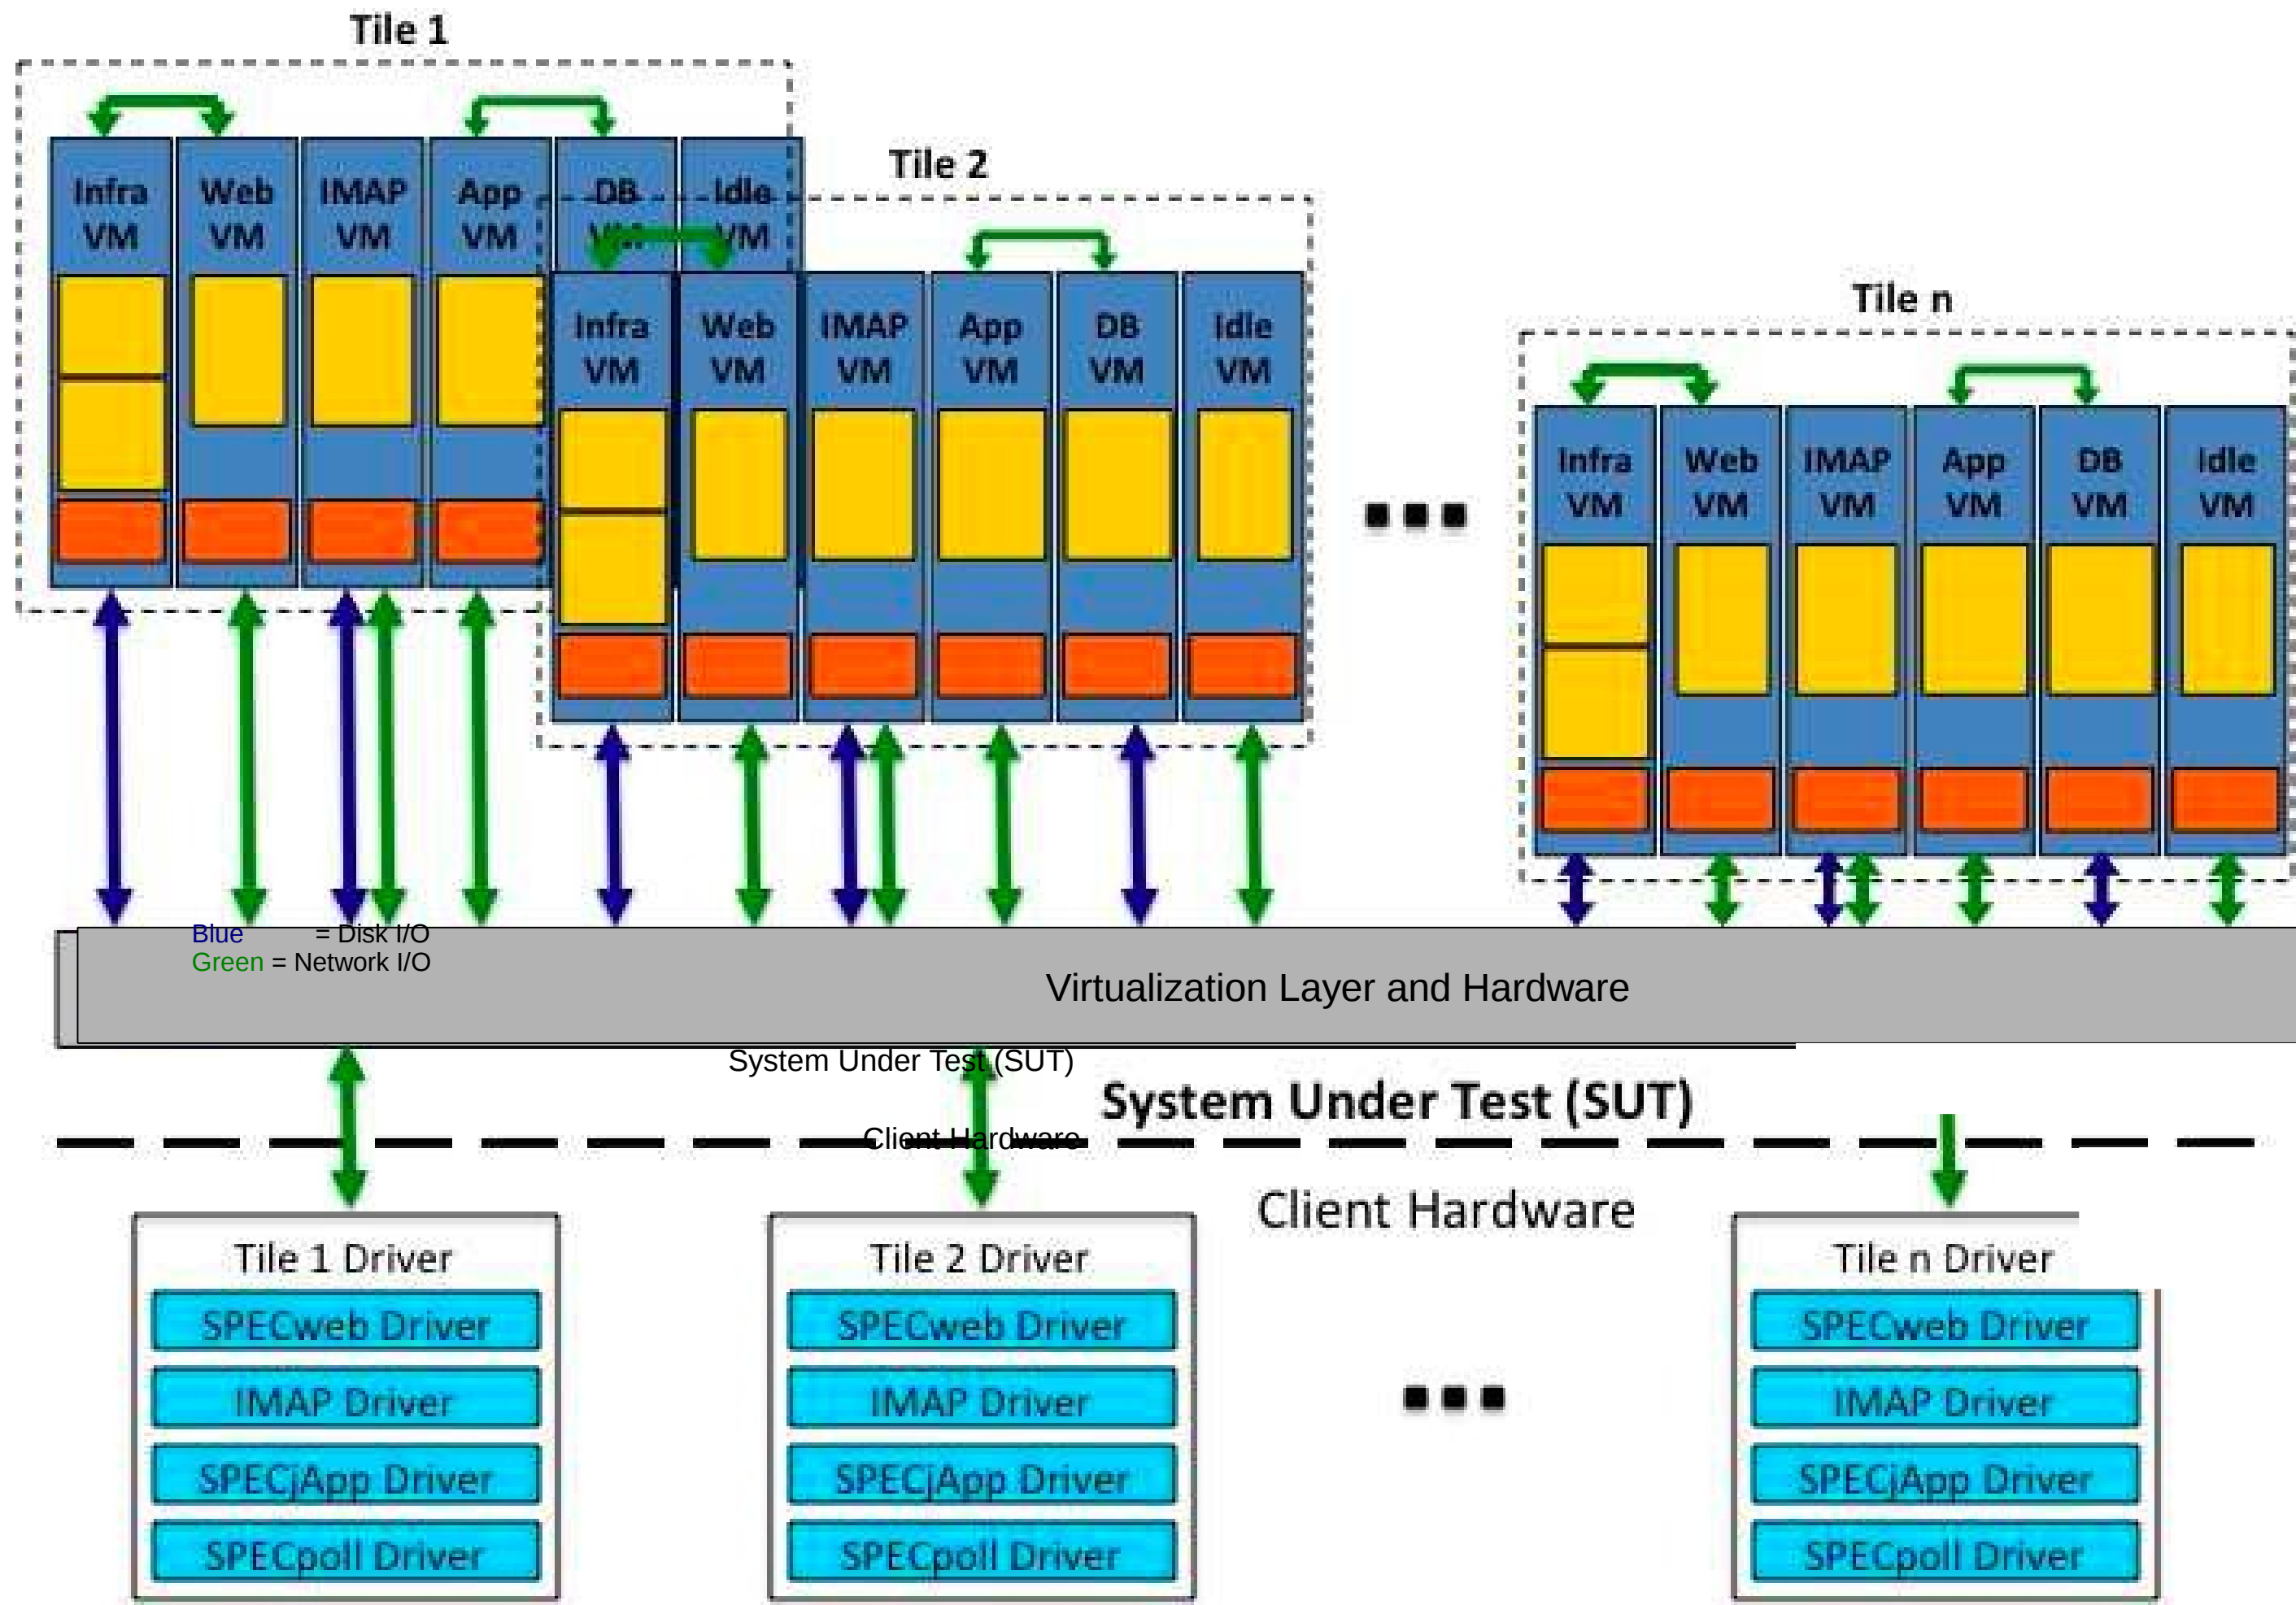 Tile 1
Infra VM
Web VM
IMAP VM
App VM
DB VM
Idle VM
Tile 2
Infra VM
Web VM
IMAP VM
App VM
DB VM
Idle VM
Tile n
Infra VM
Web VM
IMAP VM
App VM
DB VM
Idle VM
Blue = Disk I/O
Green = Network I/O
Virtualization Layer and Hardware
System Under Test (SUT)
System Under Test (SUT)
Client Hardware
Client Hardware
Tile 1 Driver
SPECweb Driver
IMAP Driver
SPECjApp Driver
SPECpoll Driver
Tile 2 Driver
SPECweb Driver
IMAP Driver
SPECjApp Driver
SPECpoll Driver
Tile n Driver
SPECweb Driver
IMAP Driver
SPECjApp Driver
SPECpoll Driver